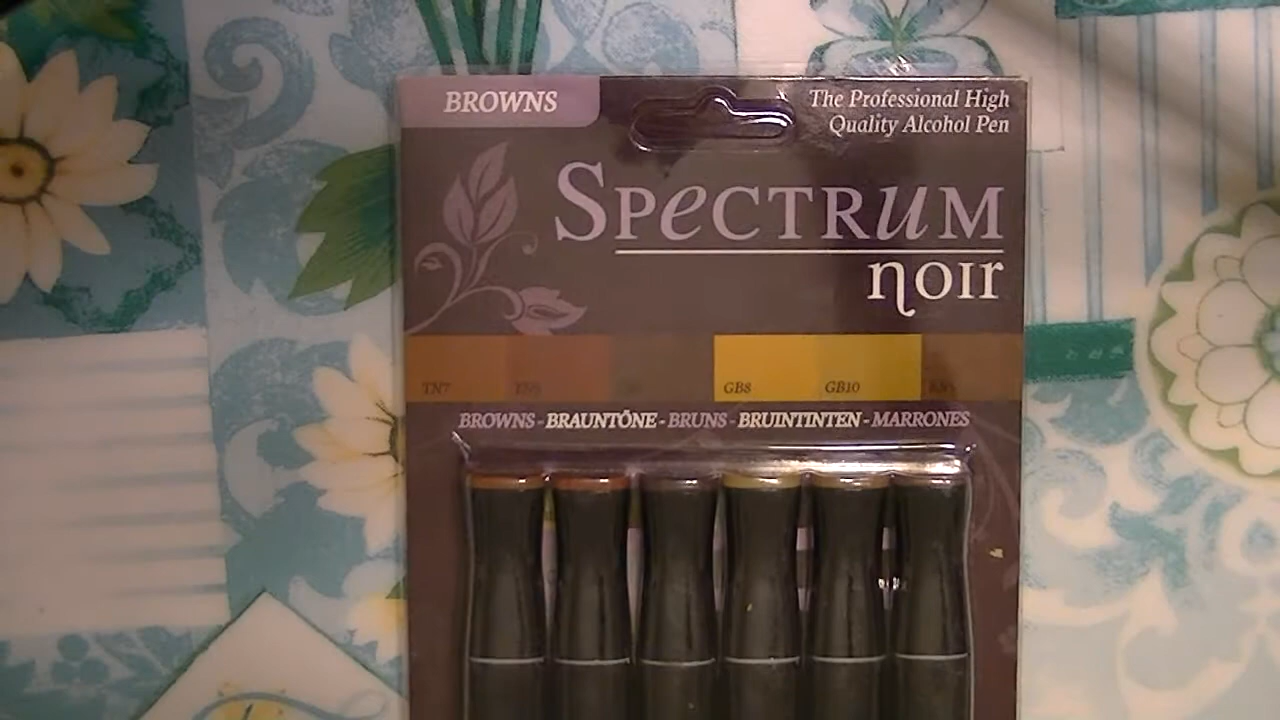 BROWNS
The Professional High
Quality Alcohol Pen
SPeCTRuM
noir
TN7
GB8 GB10
BROWNS - BRAUNTÖNE - BRUNS - BRUINTINTEN - MARRONES